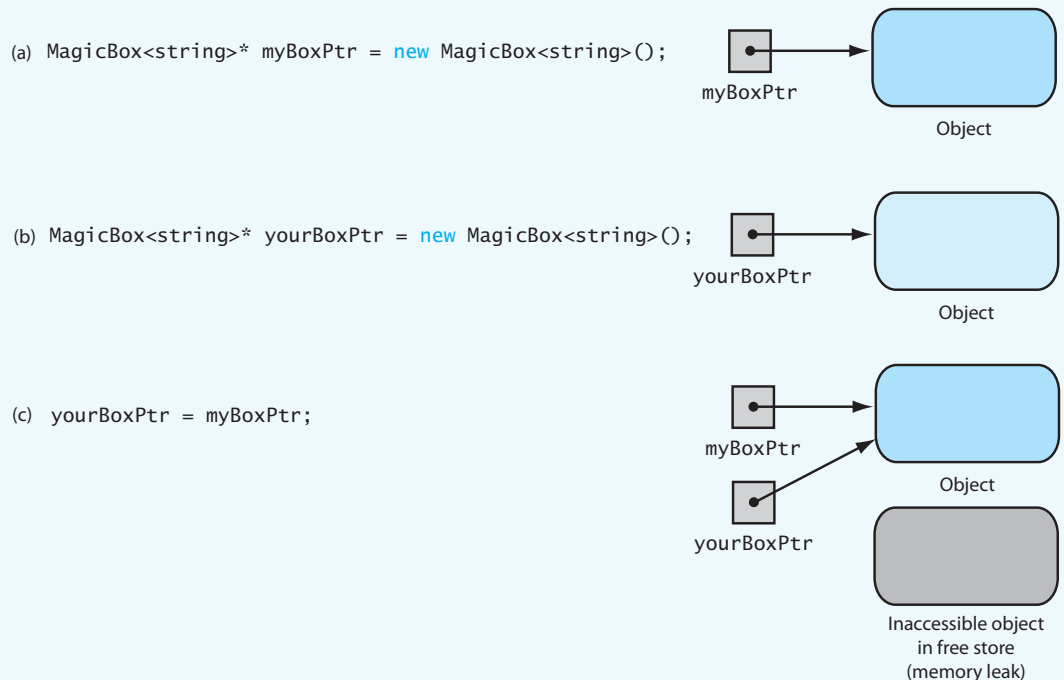 (a) MagicBox<string>* myBoxPtr = new MagicBox<string>();
myBoxPtr
Object
(b) MagicBox<string>* yourBoxPtr = new MagicBox<string>();
yourBoxPtr
Object
(c) yourBoxPtr = myBoxPtr;
myBoxPtr
Object
yourBoxPtr
Inaccessible object
in free store
(memory leak)